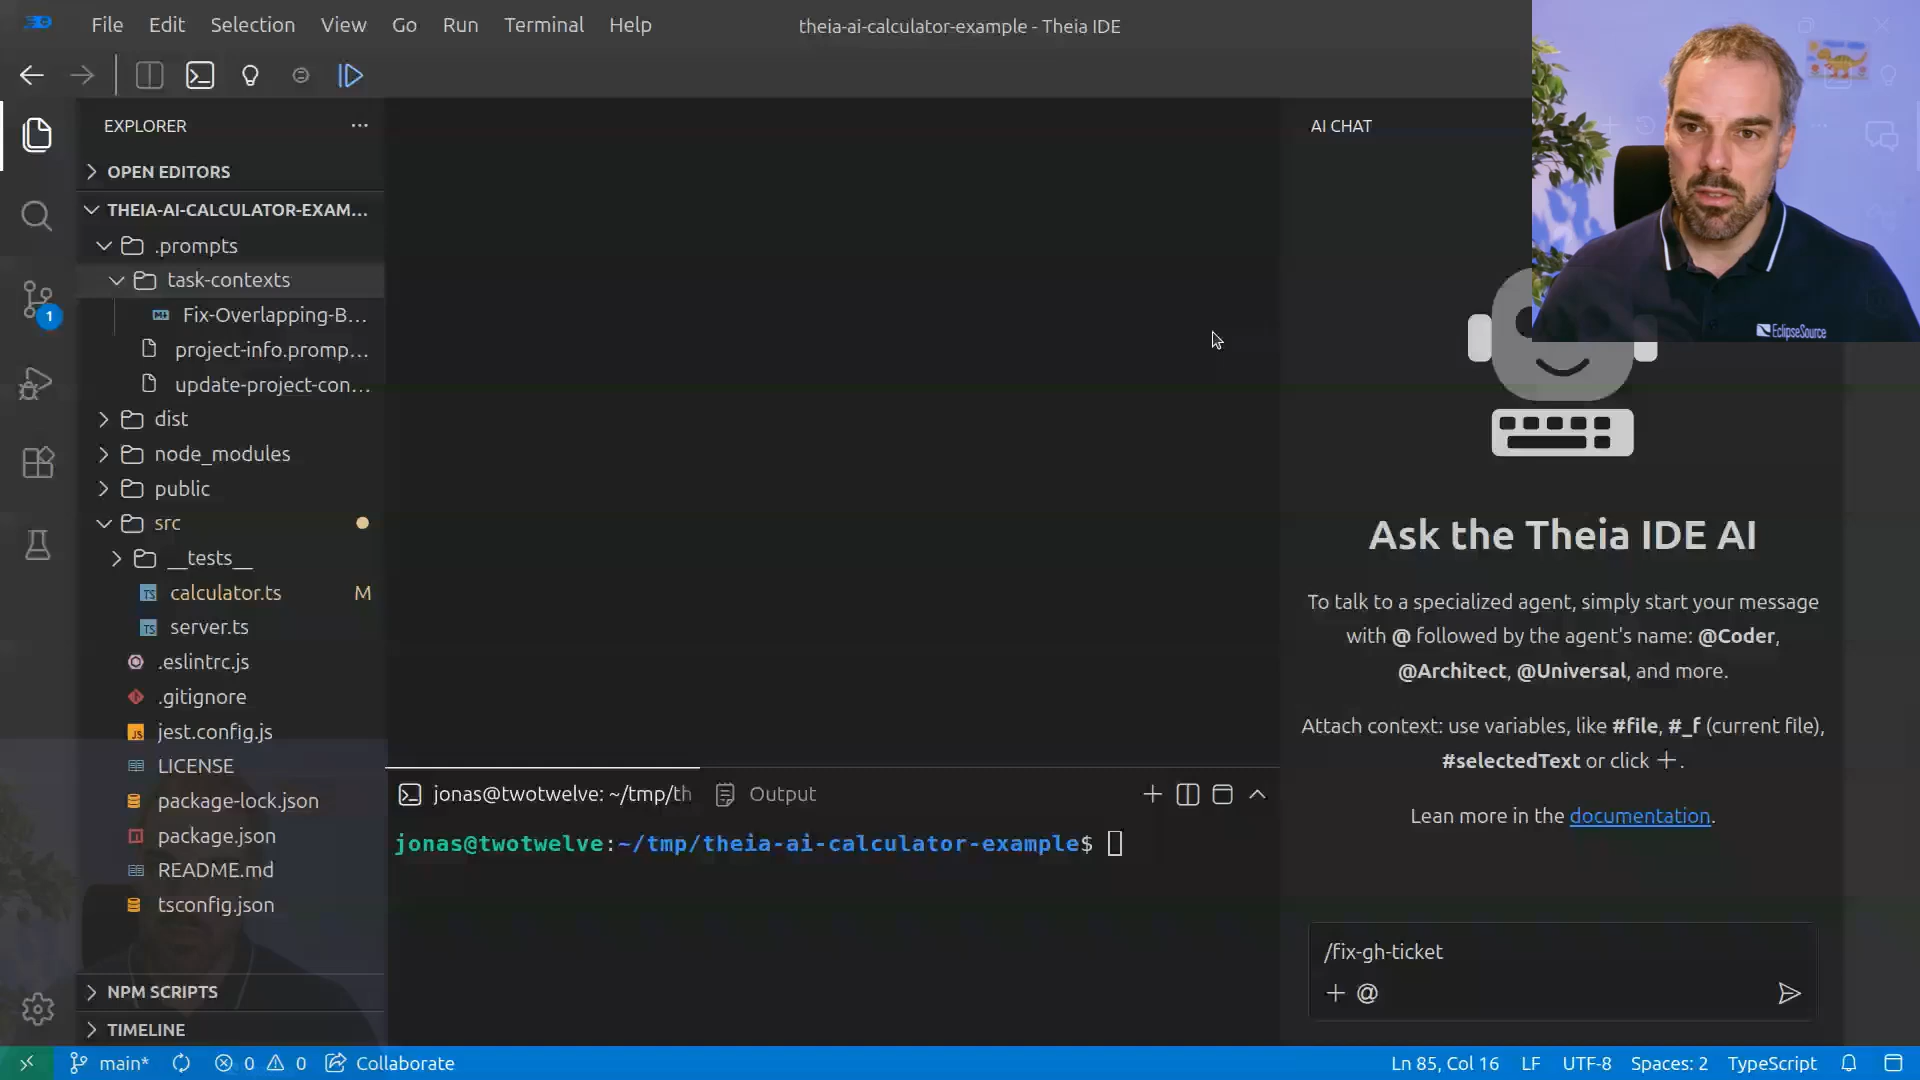 File Edit Selection View Go Run Terminal Help
theia-ai-calculator-example - Theia IDE
EXPLORER
OPEN EDITORS
THEIA-AI-CALCULATOR-EXAM...
.prompts
task-contexts
Fix-Overlapping-B...
project-info.promp...
update-project-con...
dist
node_modules
public
src
__tests__
calculator.ts M
server.ts
.eslintrc.js
.gitignore
jest.config.js
LICENSE
package-lock.json
package.json
README.md
tsconfig.json
NPM SCRIPTS
TIMELINE
1
jonas@twotwelve: ~/tmp/th
Output
jonas@twotwelve:~/tmp/theia-ai-calculator-example$
AI CHAT
EclipseSource
Ask the Theia IDE AI
To talk to a specialized agent, simply start your message
with @ followed by the agent's name: @Coder,
@Architect, @Universal, and more.
Attach context: use variables, like #file, #_f (current file),
#selectedText or click +.
Lean more in the documentation.
/fix-gh-ticket
+ @
main* 0 0 Collaborate
Ln 85, Col 16 LF UTF-8 Spaces: 2 TypeScript